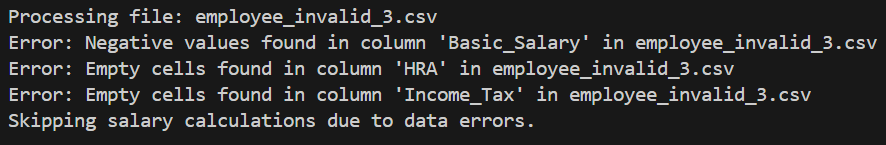 Processing file: employee_invalid_3.csv
Error: Negative values found in column 'Basic_Salary' in employee_invalid_3.csv
Error: Empty cells found in column 'HRA' in employee_invalid_3.csv
Error: Empty cells found in column 'Income_Tax' in employee_invalid_3.csv
Skipping salary calculations due to data errors.